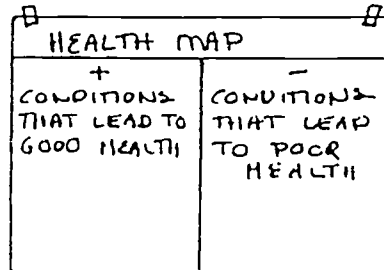 HEALTH MAP
+
CONDITIONS
THAT LEAD TO
GOOD HEALTH
-
CONDITIONS
THAT LEAD
TO POOR
HEALTH